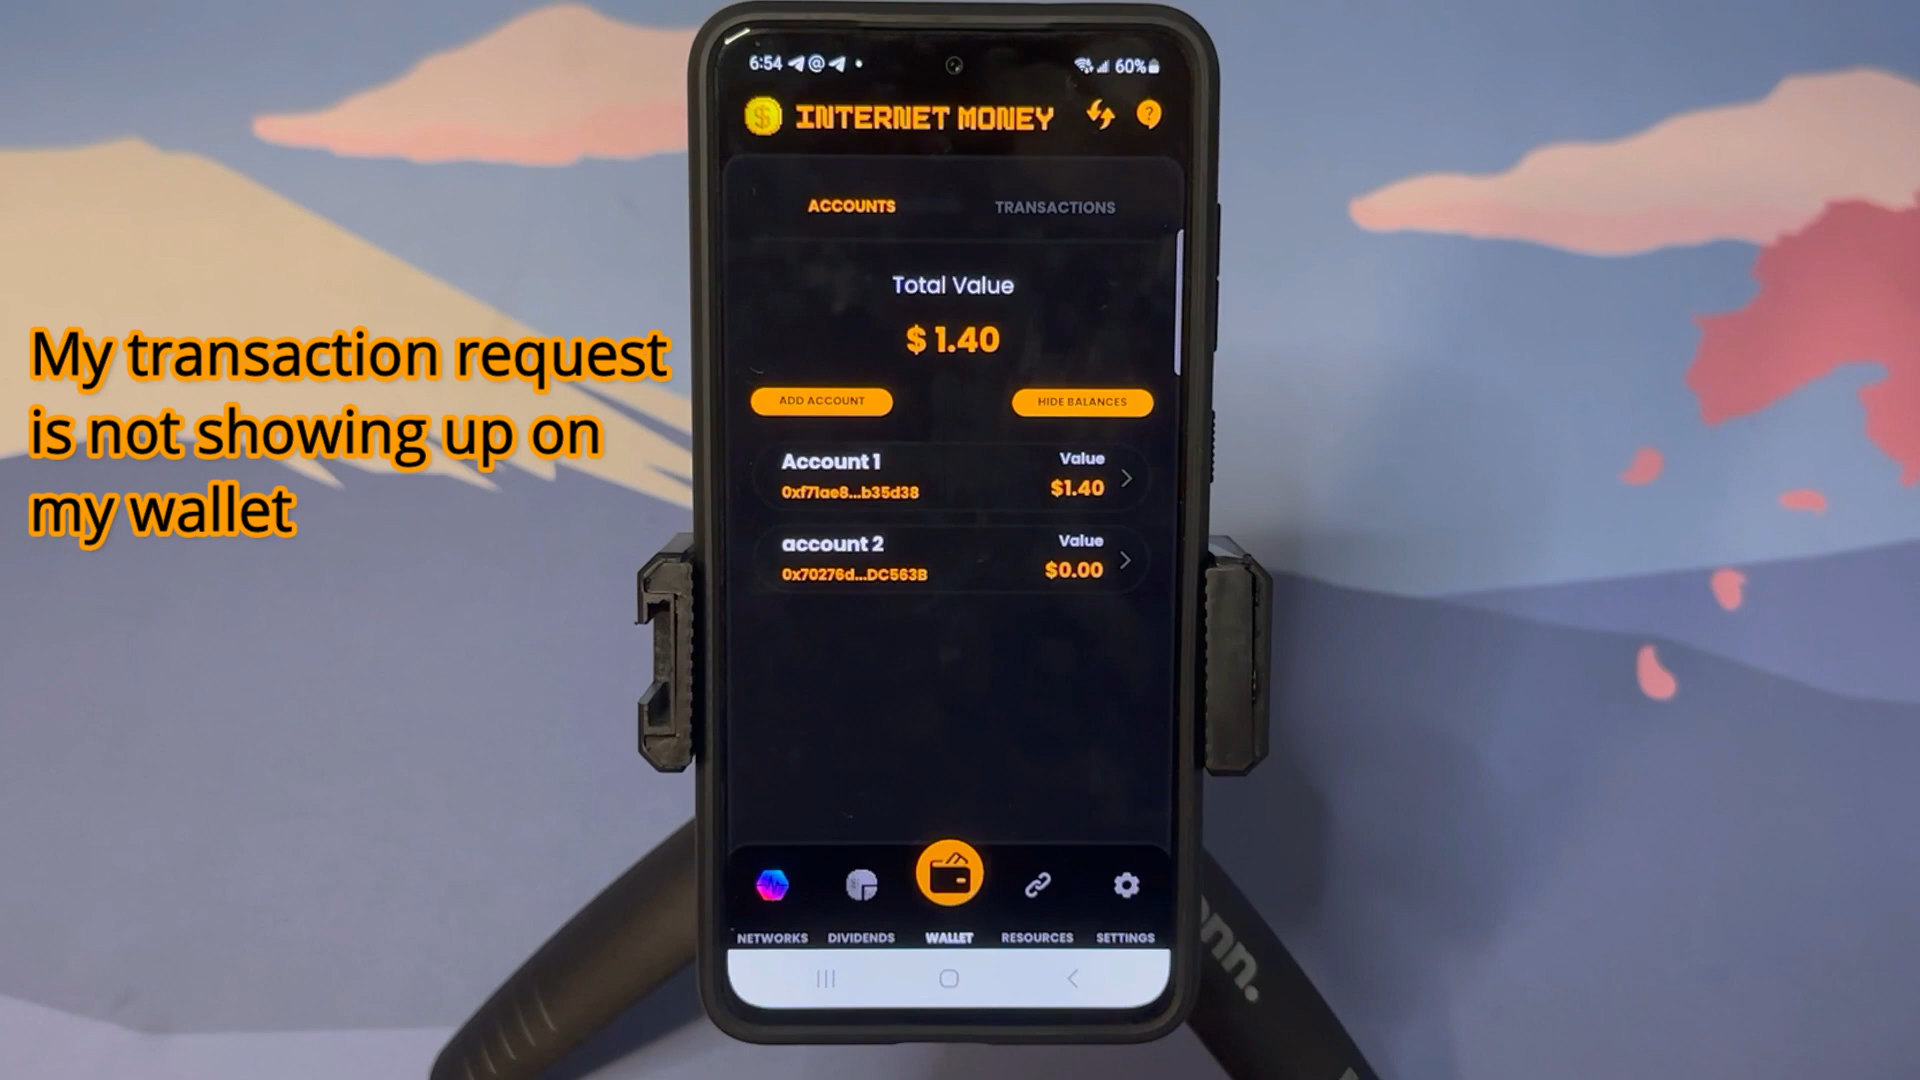 6:54
60%
INTERNET MONEY
ACCOUNTS
TRANSACTIONS
Total Value
$ 1.40
ADD ACCOUNT
HIDE BALANCES
Account 1
Value
0xf71ae8...b35d38
$1.40
account 2
Value
0x70276d...DC563B
$0.00
NETWORKS
DIVIDENDS
WALLET
RESOURCES
SETTINGS
My transaction request
is not showing up on
my wallet